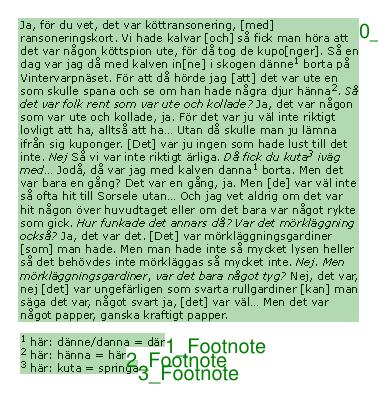 Ja, för du vet, det var köttransonering, [med]
ransoneringskort. Vi hade kalvar [och] så fick man höra att
det var någon köttspion ute, för då tog de kupo[nger]. Så en
dag var jag då med kalven in[ne] i skogen dänne¹ borta på
Vintervarpnäset. För att då hörde jag [att] det var ute en
som skulle spana och se om han hade några djur hänna². Så
det var folk rent som var ute och kollade? Ja, det var någon
som var ute och kollade, ja. För det var ju väl inte riktigt
lovligt att ha, alltså att ha... Utan då skulle man ju lämna
ifrån sig kuponger. [Det] var ju ingen som hade lust till det
inte. Nej Så vi var inte riktigt ärliga. Då fick du kuta³ iväg
med... Jodå, då var jag med kalven danna¹ borta. Men det
var bara en gång? Det var en gång, ja. Men [de] var väl inte
så ofta hit till Sorsele utan... Och jag vet aldrig om det var
hit någon över huvudtaget eller om det bara var något rykte
som gick. Hur funkade det annars då? Var det mörkläggning
också? Ja, det var det. [Det] var mörkläggningsgardiner
[som] man hade. Men man hade inte så mycket lysen heller
så det behövdes inte mörkläggas så mycket inte. Nej. Men
mörkläggningsgardiner, var det bara något tyg? Nej, det var,
nej [det] var ungefärligen som svarta rullgardiner [kan] man
säga det var, något svart ja, [det] var väl... Men det var
något papper, ganska kraftigt papper.
0_
¹ här: dänne/danna = där
1_Footnote
² här: hänna = här
2_Footnote
³ här: kuta = springa
3_Footnote